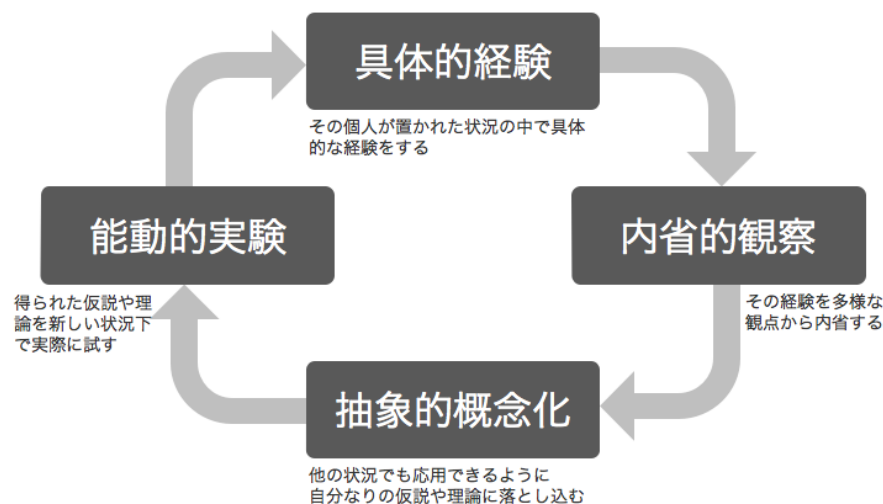 具体的経験
その個人が置かれた状況の中で具体
的な経験をする
内省的観察
その経験を多様な
観点から内省する
抽象的概念化
他の状況でも応用できるように
自分なりの仮説や理論に落とし込む
能動的実験
得られた仮説や理
論を新しい状況下
で実際に試す